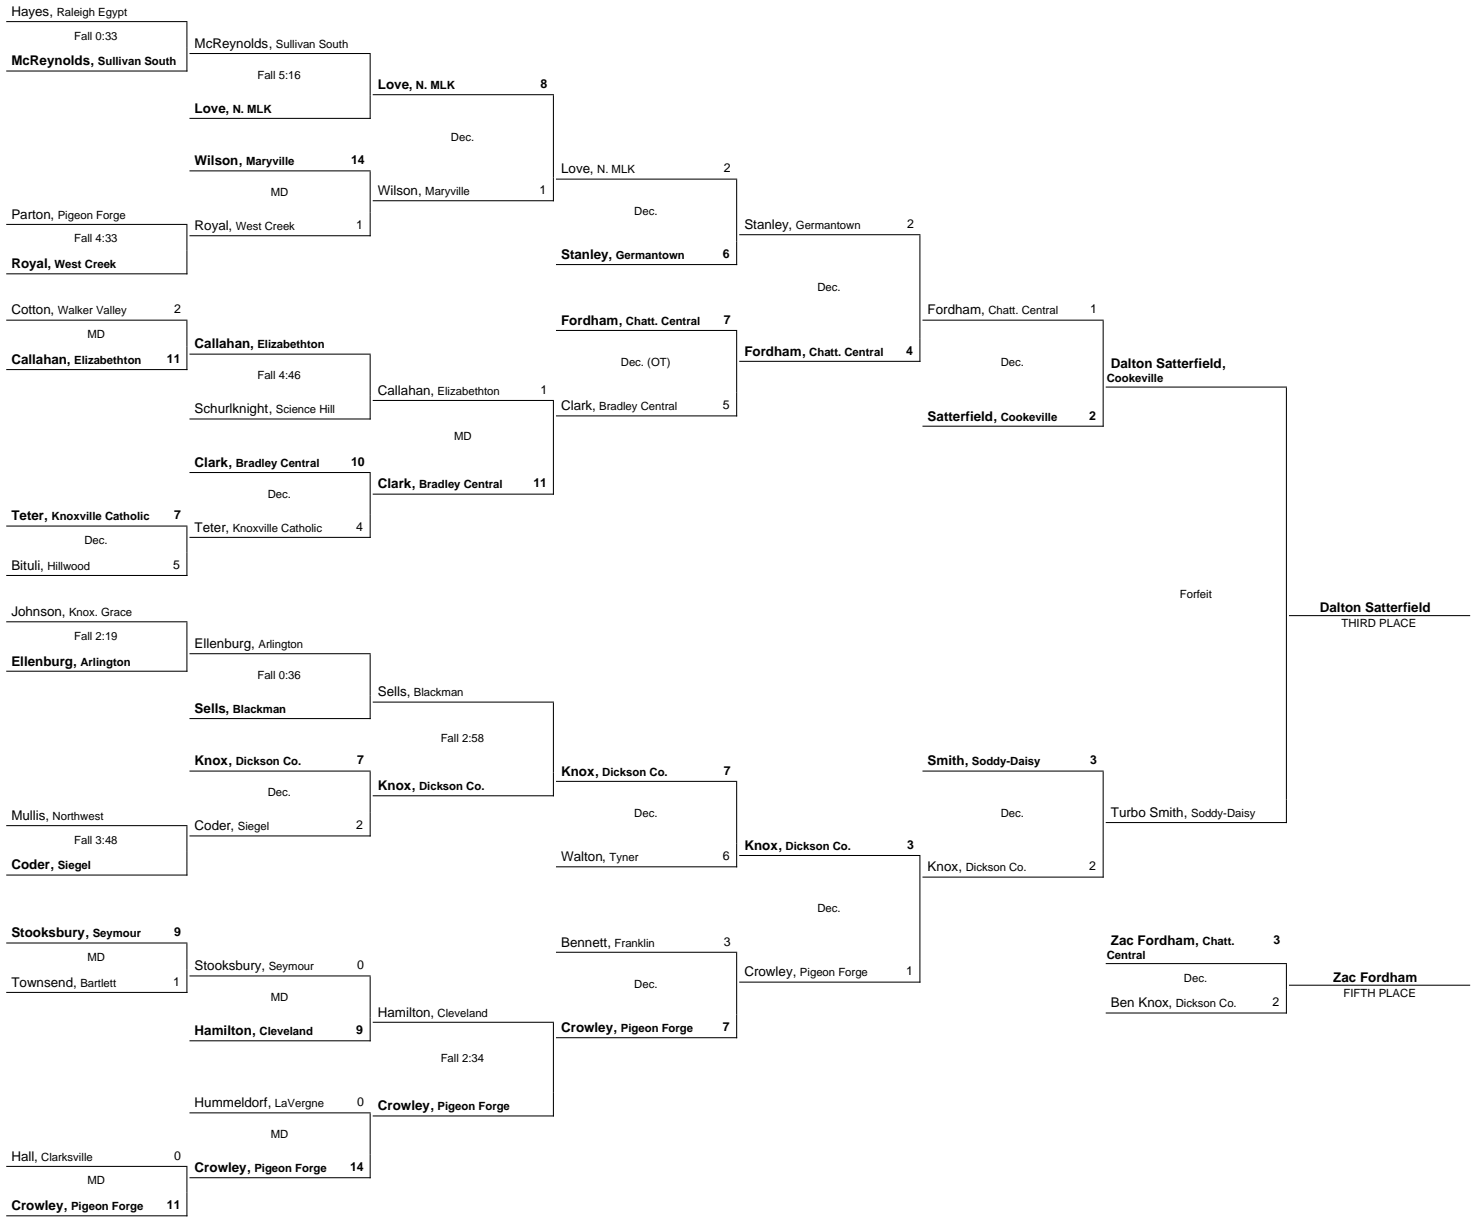 Hayes, Raleigh Egypt
Fall 0:33
McReynolds, Sullivan South
Parton, Pigeon Forge
Fall 4:33
Royal, West Creek
Cotton, Walker Valley 2
MD
Callahan, Elizabethton 11
Teter, Knoxville Catholic 7
Dec.
Bituli, Hillwood 5
Johnson, Knox. Grace
Fall 2:19
Ellenburg, Arlington
Mullis, Northwest
Fall 3:48
Coder, Siegel
Stooksbury, Seymour 9
MD
Townsend, Bartlett 1
Hall, Clarksville 0
MD
Crowley, Pigeon Forge 11
McReynolds, Sullivan South
Fall 5:16
Love, N. MLK
Wilson, Maryville 14
MD
Royal, West Creek 1
Callahan, Elizabethton
Fall 4:46
Schurlknight, Science Hill
Clark, Bradley Central 10
Dec.
Teter, Knoxville Catholic 4
Ellenburg, Arlington
Fall 0:36
Sells, Blackman
Knox, Dickson Co. 7
Dec.
Coder, Siegel 2
Stooksbury, Seymour 0
MD
Hamilton, Cleveland 9
Hummeldorf, LaVergne 0
MD
Crowley, Pigeon Forge 14
Love, N. MLK 8
Dec.
Wilson, Maryville 1
Callahan, Elizabethton 1
MD
Clark, Bradley Central 11
Sells, Blackman
Fall 2:58
Knox, Dickson Co.
Hamilton, Cleveland
Fall 2:34
Crowley, Pigeon Forge
Love, N. MLK 2
Dec.
Stanley, Germantown 6
Fordham, Chatt. Central 7
Dec. (OT)
Clark, Bradley Central 5
Knox, Dickson Co. 7
Dec.
Walton, Tyner 6
Bennett, Franklin 3
Dec.
Crowley, Pigeon Forge 7
Stanley, Germantown 2
Dec.
Fordham, Chatt. Central 4
Knox, Dickson Co. 3
Dec.
Crowley, Pigeon Forge 1
Fordham, Chatt. Central 1
Dec.
Satterfield, Cookeville 2
Smith, Soddy-Daisy 3
Dec.
Knox, Dickson Co. 2
Dalton Satterfield,
Cookeville
Forfeit
Turbo Smith, Soddy-Daisy
Dalton Satterfield
THIRD PLACE
Zac Fordham, Chatt. 3
Central
Dec.
Ben Knox, Dickson Co. 2
Zac Fordham
FIFTH PLACE